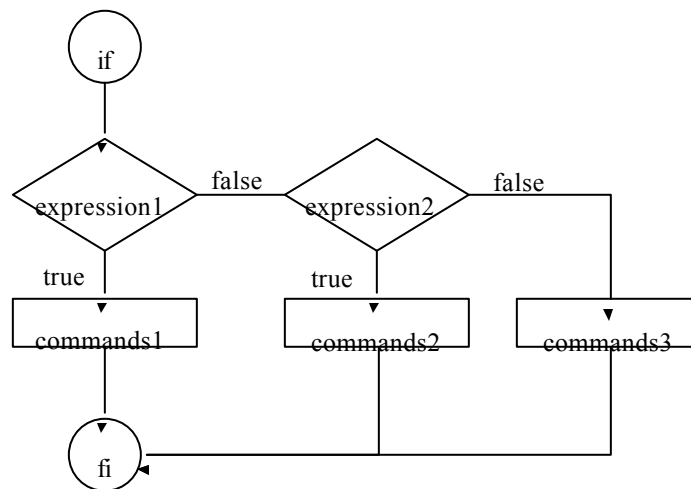 if
false
false
expression1
expression2
true
true
commands1
commands2
commands3
fi